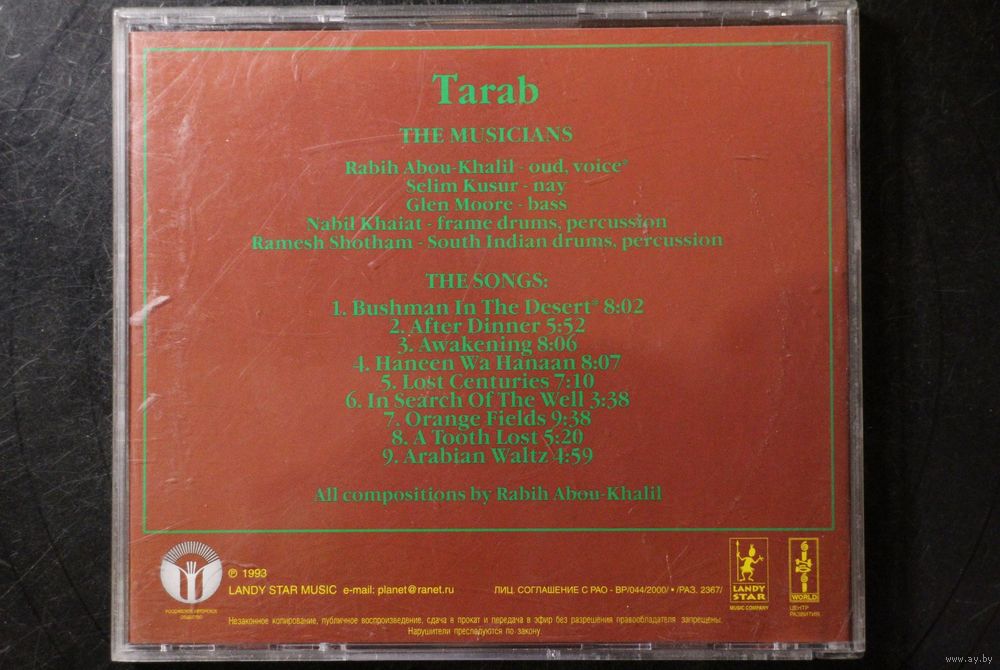 Tarab
THE MUSICIANS
Rabih Abou-Khalil - oud, voice*
Selim Kusur - nay
Glen Moore - bass
Nabil Khaiat - frame drums, percussion
Ramesh Shotham - South Indian drums, percussion
THE SONGS:
1. Bushman In The Desert* 8:02
2. After Dinner 5:52
3. Awakening 8:06
4. Haneen Wa Hanaan 8:07
5. Lost Centuries 7:10
6. In Search Of The Well 3:38
7. Orange Fields 9:38
8. A Tooth Lost 5:20
9. Arabian Waltz 4:59
All compositions by Rabih Abou-Khalil
РОССИЙСКОЕ АВТОРСКОЕ
ОБЩЕСТВО
℗ 1993
LANDY STAR MUSIC e-mail: planet@ranet.ru
ЛИЦ. СОГЛАШЕНИЕ С РАО - ВР/044/2000/ • /РАЗ. 2367/
LANDY
STAR
MUSIC COMPANY
WORLD
ЦЕНТР
РАЗВИТИЯ
Незаконное копирование, публичное воспроизведение, сдача в прокат и передача в эфир без разрешения правообладателя запрещены.
Нарушители преследуются по закону.
www.ay.by